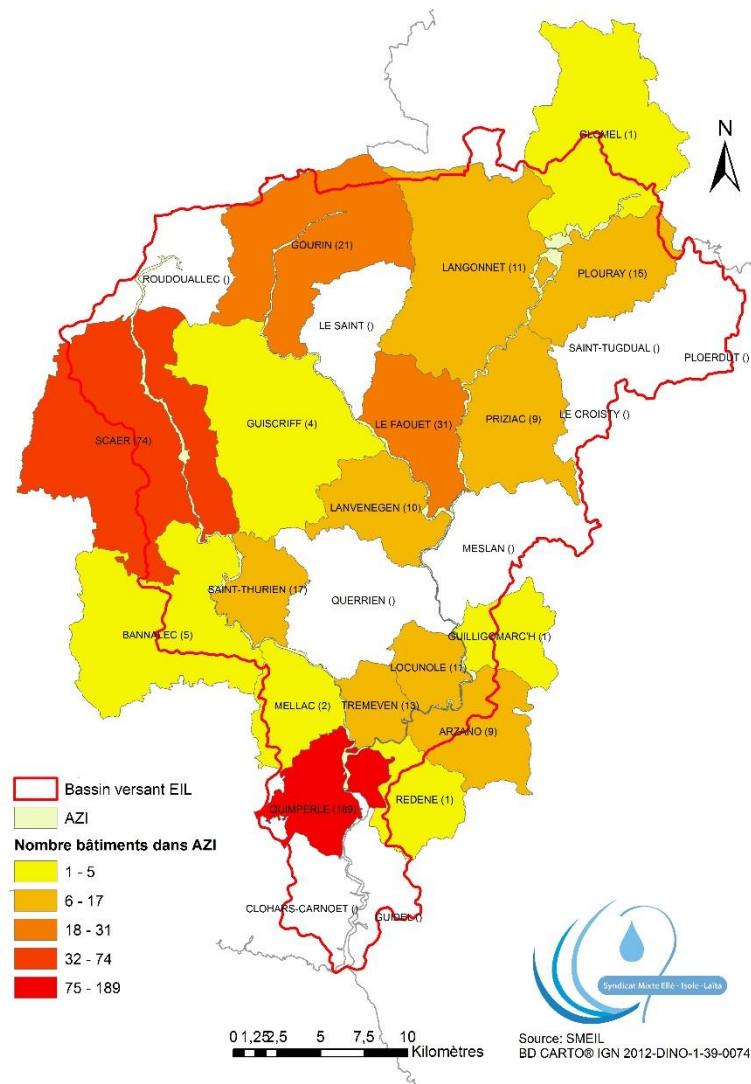 GLOMEL (1)
N
GOURIN (21)
LANGONNET (11)
PLOURAY (15)
ROUDOUALLEC ()
LE SAINT ()
SAINT-TUGDUAL ()
PLOERDUT ()
SCAER (74)
GUISCRIFF (4)
LE FAOUET (31)
PRIZIAC (9)
LE CROISTY ()
LANVENEGEN (10)
MESLAN ()
SAINT-THURIEN (17)
QUERRIEN ()
BANNALEC (5)
GUILLIGOMARC'H (1)
LOCUNOLE (11)
MELLAC (2)
TREMEVEN (13)
ARZANO (9)
QUIMPERLE (189)
REDENE (1)
CLOHARS-CARNOET ()
GUIDEL ()
Bassin versant EIL
AZI
Nombre bâtiments dans AZI
1 - 5
6 - 17
18 - 31
32 - 74
75 - 189
Syndicat Mixte Ellé - Isole -Laïta
0 1,25 2,5 5 7,5 10
Kilomètres
Source: SMEIL
BD CARTO® IGN 2012-DINO-1-39-0074